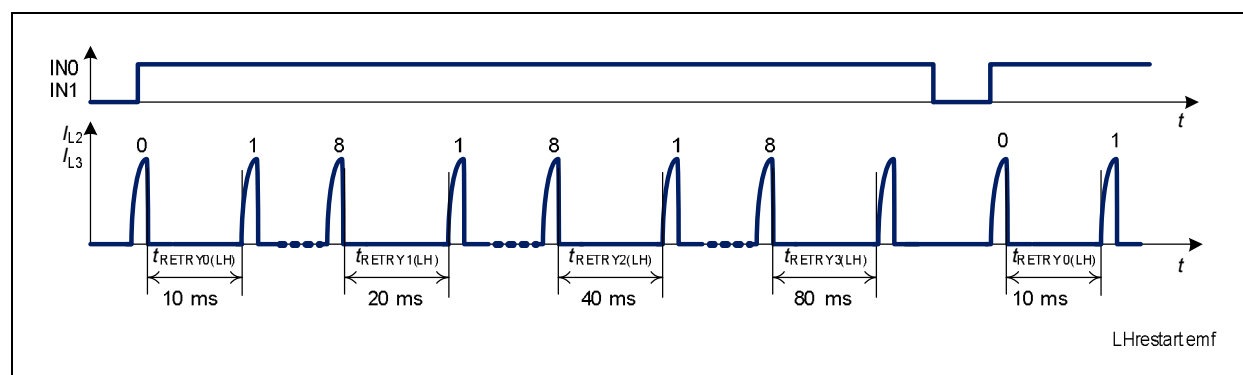 IN0
IN1
t
IL2
IL3
0 1 8 1 8 1 8 0 1
tRETRY0(LH) tRETRY1(LH) tRETRY2(LH) tRETRY3(LH) tRETRY0(LH) t
10 ms 20 ms 40 ms 80 ms 10 ms
LHrestart.emf